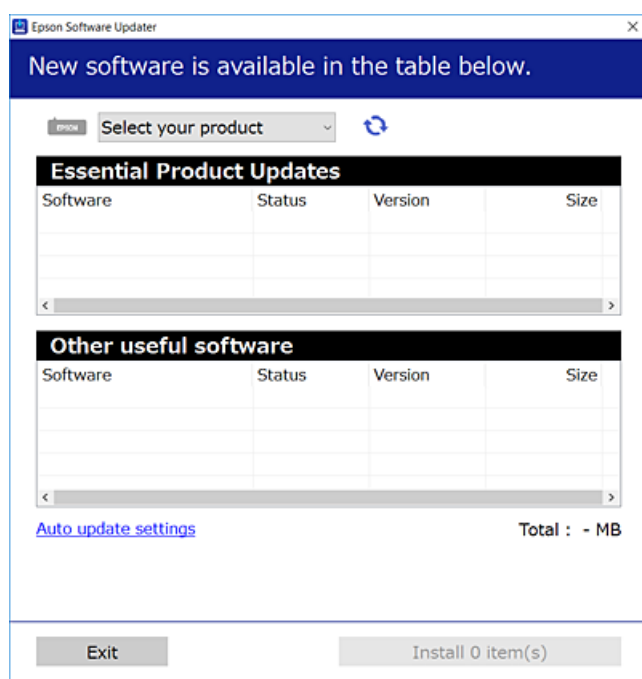 Epson Software Updater
New software is available in the table below.
EPSON Select your product
Essential Product Updates
Software Status Version Size
Other useful software
Software Status Version Size
Auto update settings Total : - MB
Exit Install 0 item(s)